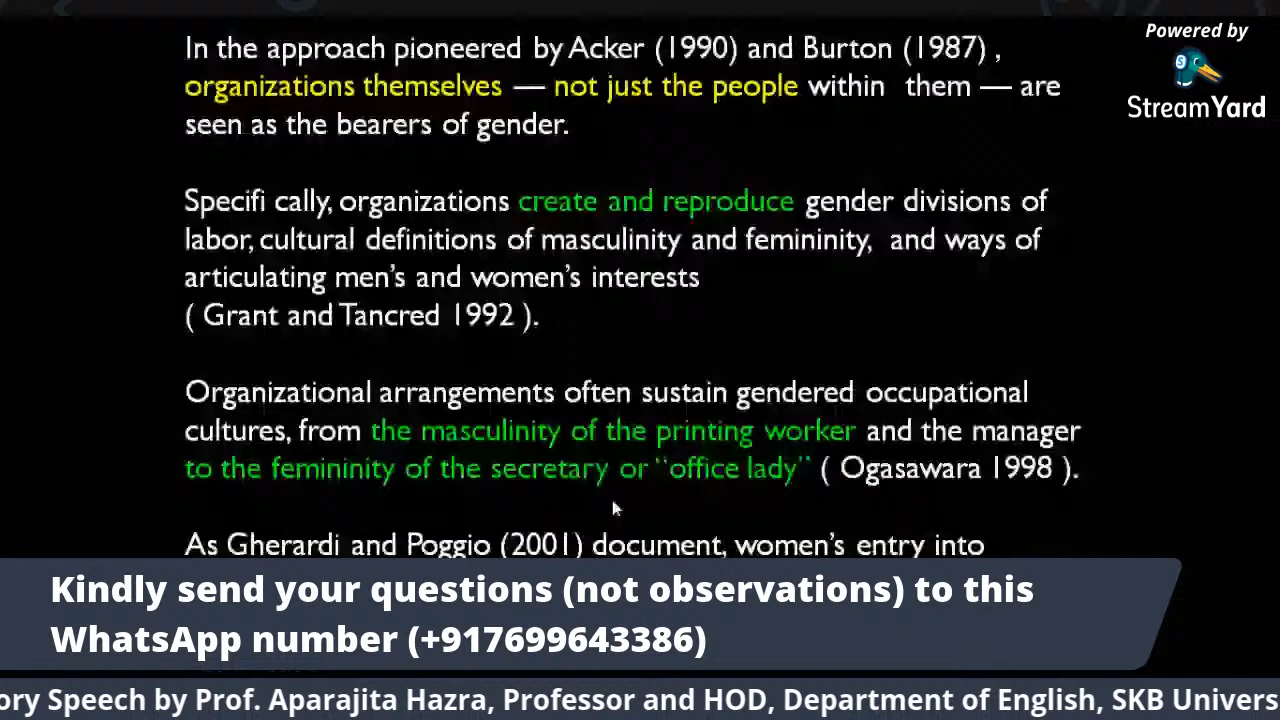 In the approach pioneered by Acker (1990) and Burton (1987) ,
organizations themselves — not just the people within them — are
seen as the bearers of gender.
Specifi cally, organizations create and reproduce gender divisions of
labor, cultural definitions of masculinity and femininity, and ways of
articulating men's and women's interests
( Grant and Tancred 1992 ).
Organizational arrangements often sustain gendered occupational
cultures, from the masculinity of the printing worker and the manager
to the femininity of the secretary or “office lady” ( Ogasawara 1998 ).
As Gherardi and Poggio (2001) document, women's entry into
Powered by
StreamYard
Kindly send your questions (not observations) to this
WhatsApp number (+917699643386)
ory Speech by Prof. Aparajita Hazra, Professor and HOD, Department of English, SKB Univers